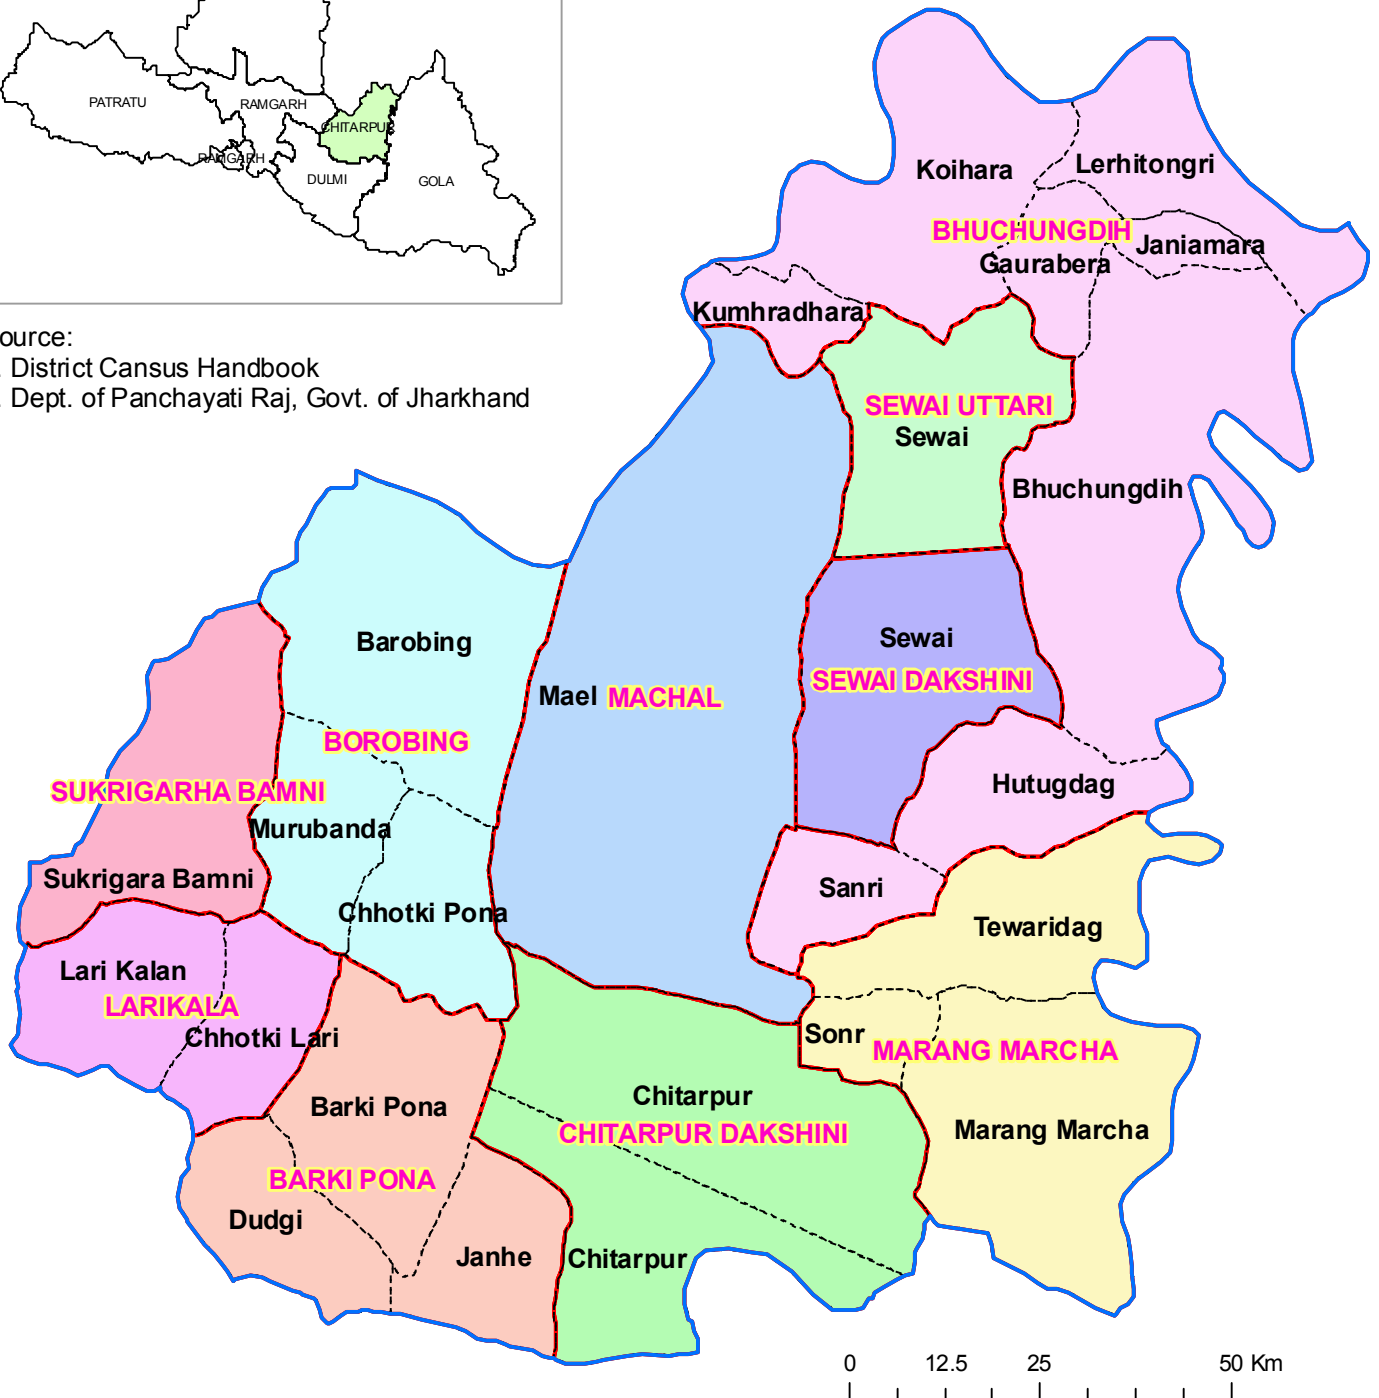 PATRATU
RAMGARH
CHITARPUR
RAMGARH
DULMI
GOLA
ource:
. District Cansus Handbook
. Dept. of Panchayati Raj, Govt. of Jharkhand
Koihara
Lerhitongri
BHUCHUNGDIH
Janiamara
Gaurabera
Kumhradhara
SEWAI UTTARI
Sewai
Bhuchungdih
Barobing
Sewai
SEWAI DAKSHINI
Mael MACHAL
BOROBING
SUKRIGARHA BAMNI
Hutugdag
Murubanda
Sukrigara Bamni
Sanri
Chhotki Pona
Tewaridag
Lari Kalan
LARIKALA
Chhotki Lari
Sonr
MARANG MARCHA
Chitarpur
Barki Pona
CHITARPUR DAKSHINI
Marang Marcha
BARKI PONA
Dudgi
Janhe
Chitarpur
0 12.5 25 50 Km